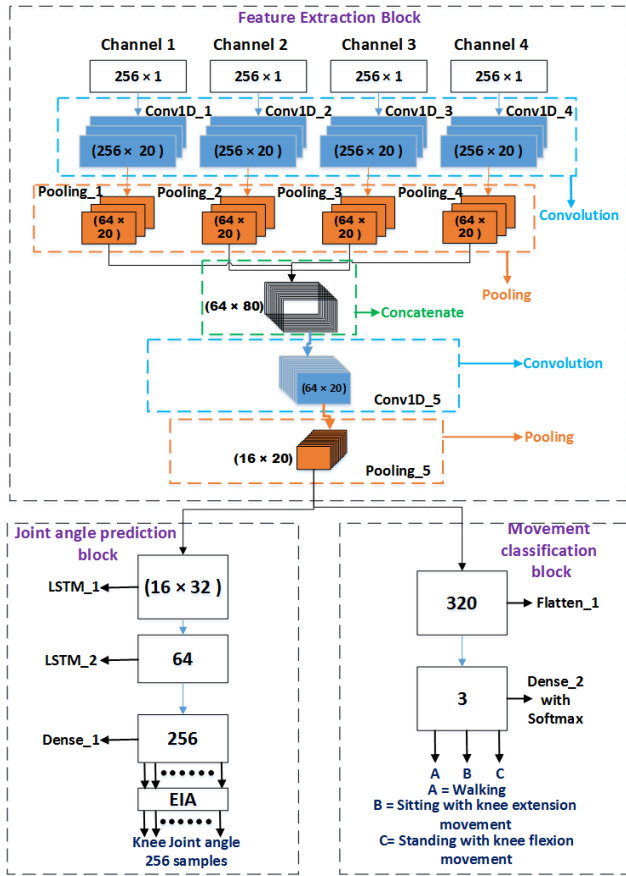 Feature Extraction Block
Channel 1 Channel 2 Channel 3 Channel 4
256 × 1 256 × 1 256 × 1 256 × 1
Conv1D_1 Conv1D_2 Conv1D_3 Conv1D_4
(256 × 20 ) (256 × 20 ) (256 × 20 ) (256 × 20 )
Pooling_1 Pooling_2 Pooling_3 Pooling_4
(64 × (64 × (64 × (64 ×
20 ) 20 ) 20 ) 20 )
Convolution
Pooling
(64 × 80)
Concatenate
Convolution
(64 × 20)
Conv1D_5
Pooling
(16 × 20)
Pooling_5
Joint angle prediction
block
LSTM_1
(16 × 32 )
LSTM_2
64
Dense_1
256
EIA
Knee Joint angle
256 samples
Movement
classification
block
320
Flatten_1
3
Dense_2
with
Softmax
A B C
A = Walking
B = Sitting with knee extension
movement
C= Standing with knee flexion
movement